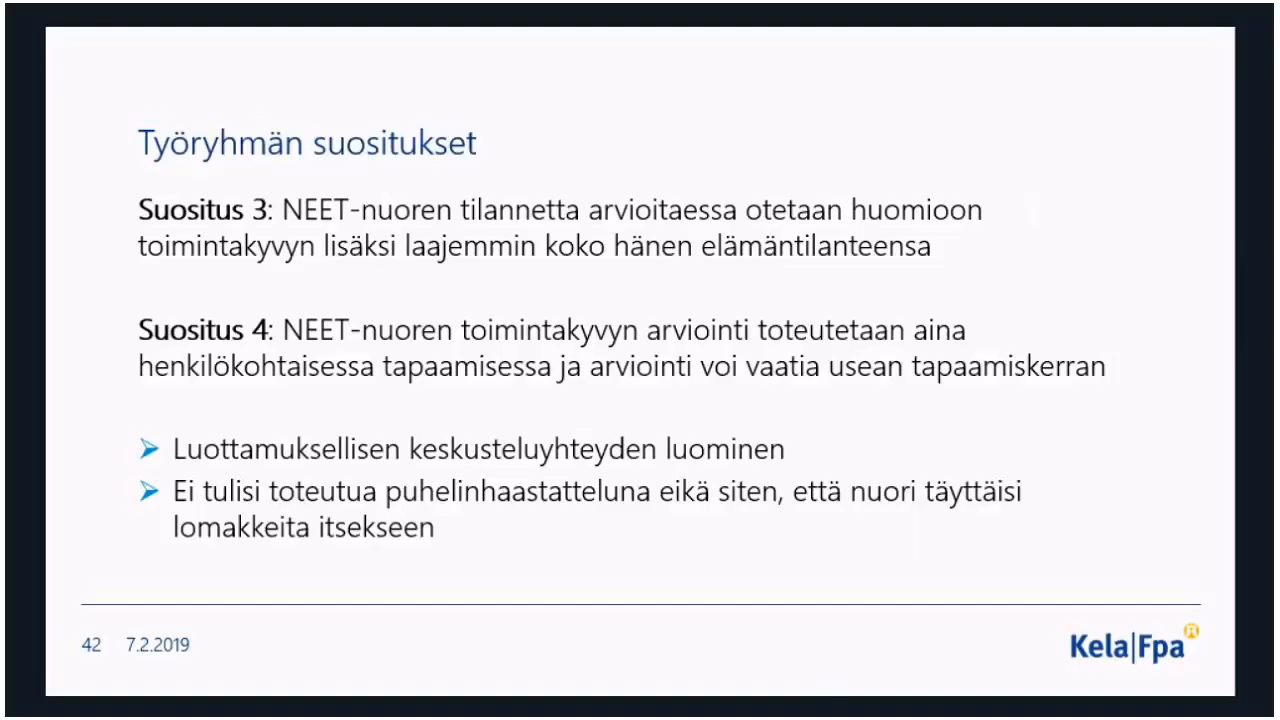 Työryhmän suositukset
Suositus 3: NEET-nuoren tilannetta arvioitaessa otetaan huomioon
toimintakyvyn lisäksi laajemmin koko hänen elämäntilanteensa
Suositus 4: NEET-nuoren toimintakyvyn arviointi toteutetaan aina
henkilökohtaisessa tapaamisessa ja arviointi voi vaatia usean tapaamiskerran
Luottamuksellisen keskusteluyhteyden luominen
Ei tulisi toteutua puhelinhaastatteluna eikä siten, että nuori täyttäisi
lomakkeita itsekseen
42 7.2.2019
Kela|Fpa